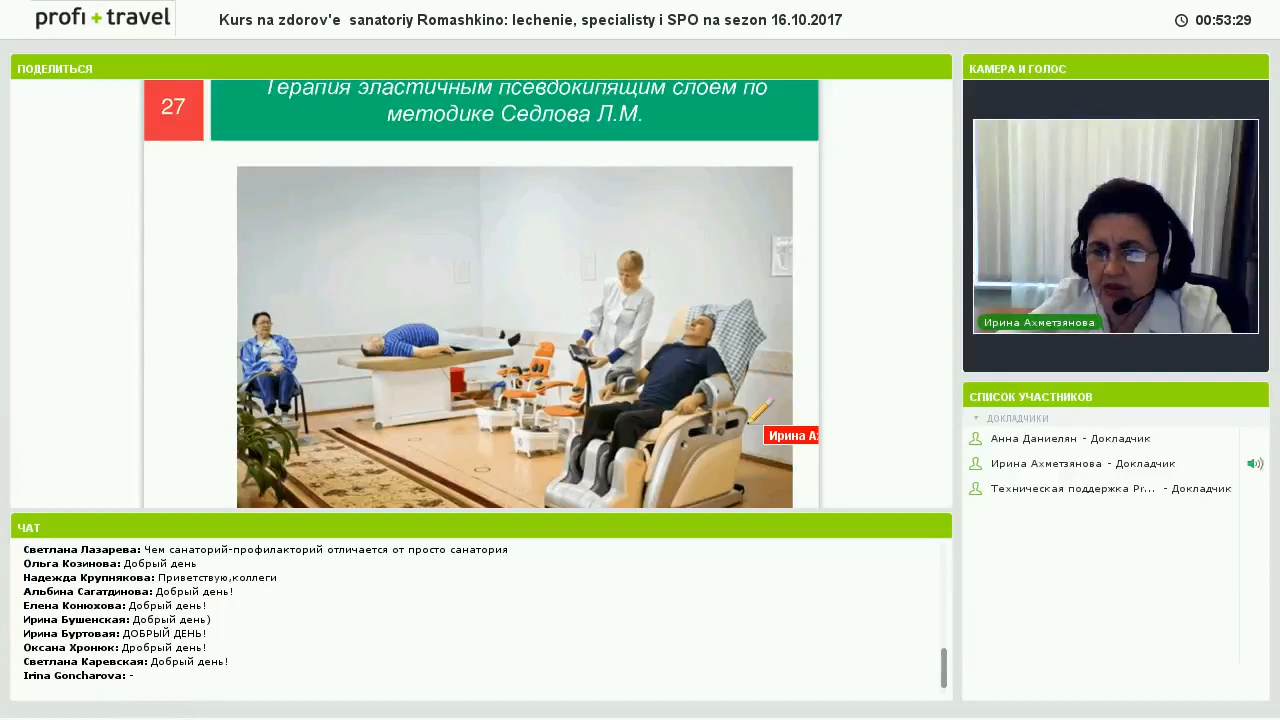 profi + travel
Kurs na zdorov'e sanatoriy Romashkino: lechenie, specialisty i SPO na sezon 16.10.2017
00:53:29
ПОДЕЛИТЬСЯ
27
Терапия эластичным псевдокипящим слоем по
методике Седлова Л.М.
Ирина Ах
КАМЕРА И ГОЛОС
Ирина Ахметзянова
СПИСОК УЧАСТНИКОВ
ДОКЛАДЧИКИ
Анна Даниелян - Докладчик
Ирина Ахметзянова - Докладчик
Техническая поддержка Pr... - Докладчик
ЧАТ
Светлана Лазарева: Чем санаторий-профилакторий отличается от просто санатория
Ольга Козинова: Добрый день
Надежда Крупнякова: Приветствую,коллеги
Альбина Сагатдинова: Добрый день!
Елена Конюхова: Добрый день!
Ирина Бушенская: Добрый день)
Ирина Буртовая: ДОБРЫЙ ДЕНЬ!
Оксана Хронюк: Дробрый день!
Светлана Каревская: Добрый день!
Irina Goncharova: -